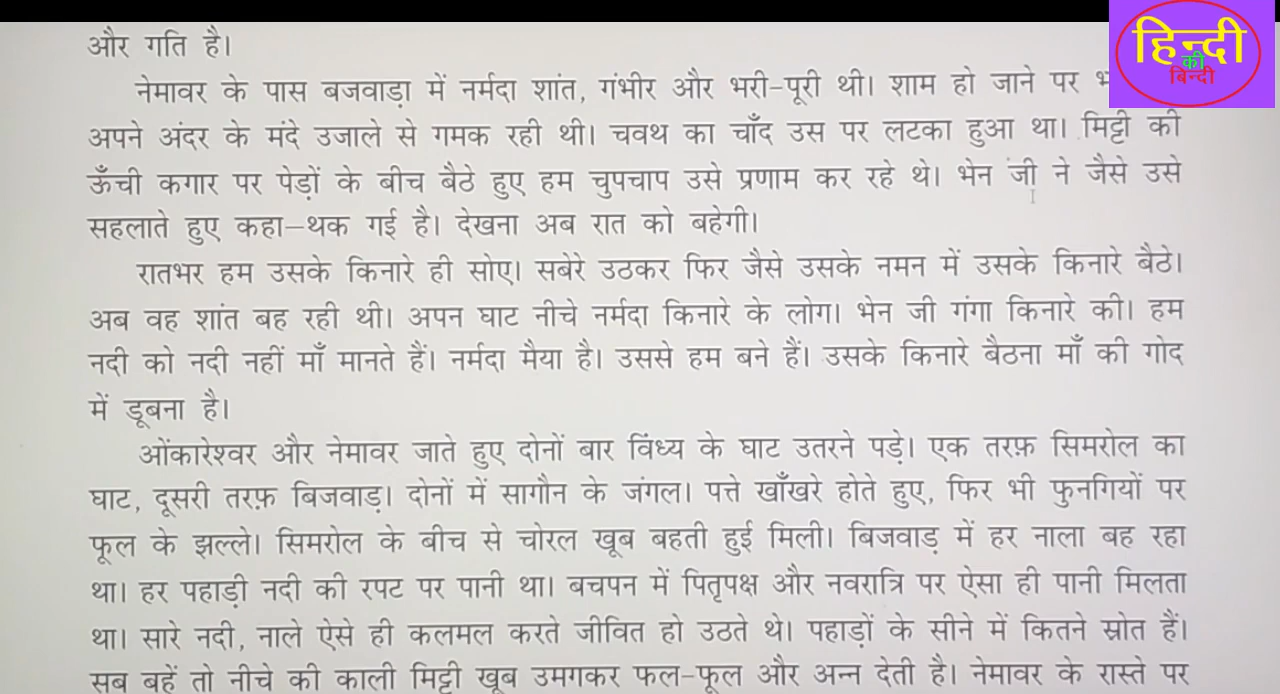 और गति है।
हिन्दी
की
बिन्दी
नेमावर के पास बजवाड़ा में नर्मदा शांत, गंभीर और भरी-पूरी थी। शाम हो जाने पर
अपने अंदर के मंदे उजाले से गमक रही थी। चवथ का चाँद उस पर लटका हुआ था। मिट्टी की
ऊँची कगार पर पेड़ों के बीच बैठे हुए हम चुपचाप उसे प्रणाम कर रहे थे। भेन जी ने जैसे उसे
सहलाते हुए कहा—थक गई है। देखना अब रात को बहेगी।
रातभर हम उसके किनारे ही सोए। सबेरे उठकर फिर जैसे उसके नमन में उसके किनारे बैठे।
अब वह शांत बह रही थी। अपन घाट नीचे नर्मदा किनारे के लोग। भेन जी गंगा किनारे की। हम
नदी को नदी नहीं माँ मानते हैं। नर्मदा मैया है। उससे हम बने हैं। उसके किनारे बैठना माँ की गोद
में डूबना है।
ओंकारेश्वर और नेमावर जाते हुए दोनों बार विंध्य के घाट उतरने पड़े। एक तरफ़ सिमरोल का
घाट, दूसरी तरफ़ बिजवाड़। दोनों में सागौन के जंगल। पत्ते खाँखरे होते हुए, फिर भी फुनगियों पर
फूल के झल्ले। सिमरोल के बीच से चोरल खूब बहती हुई मिली। बिजवाड़ में हर नाला बह रहा
था। हर पहाड़ी नदी की रपट पर पानी था। बचपन में पितृपक्ष और नवरात्रि पर ऐसा ही पानी मिलता
था। सारे नदी, नाले ऐसे ही कलमल करते जीवित हो उठते थे। पहाड़ों के सीने में कितने स्रोत हैं।
सब बहें तो नीचे की काली मिट्टी खूब उमगकर फल-फूल और अन्न देती है। नेमावर के रास्ते पर